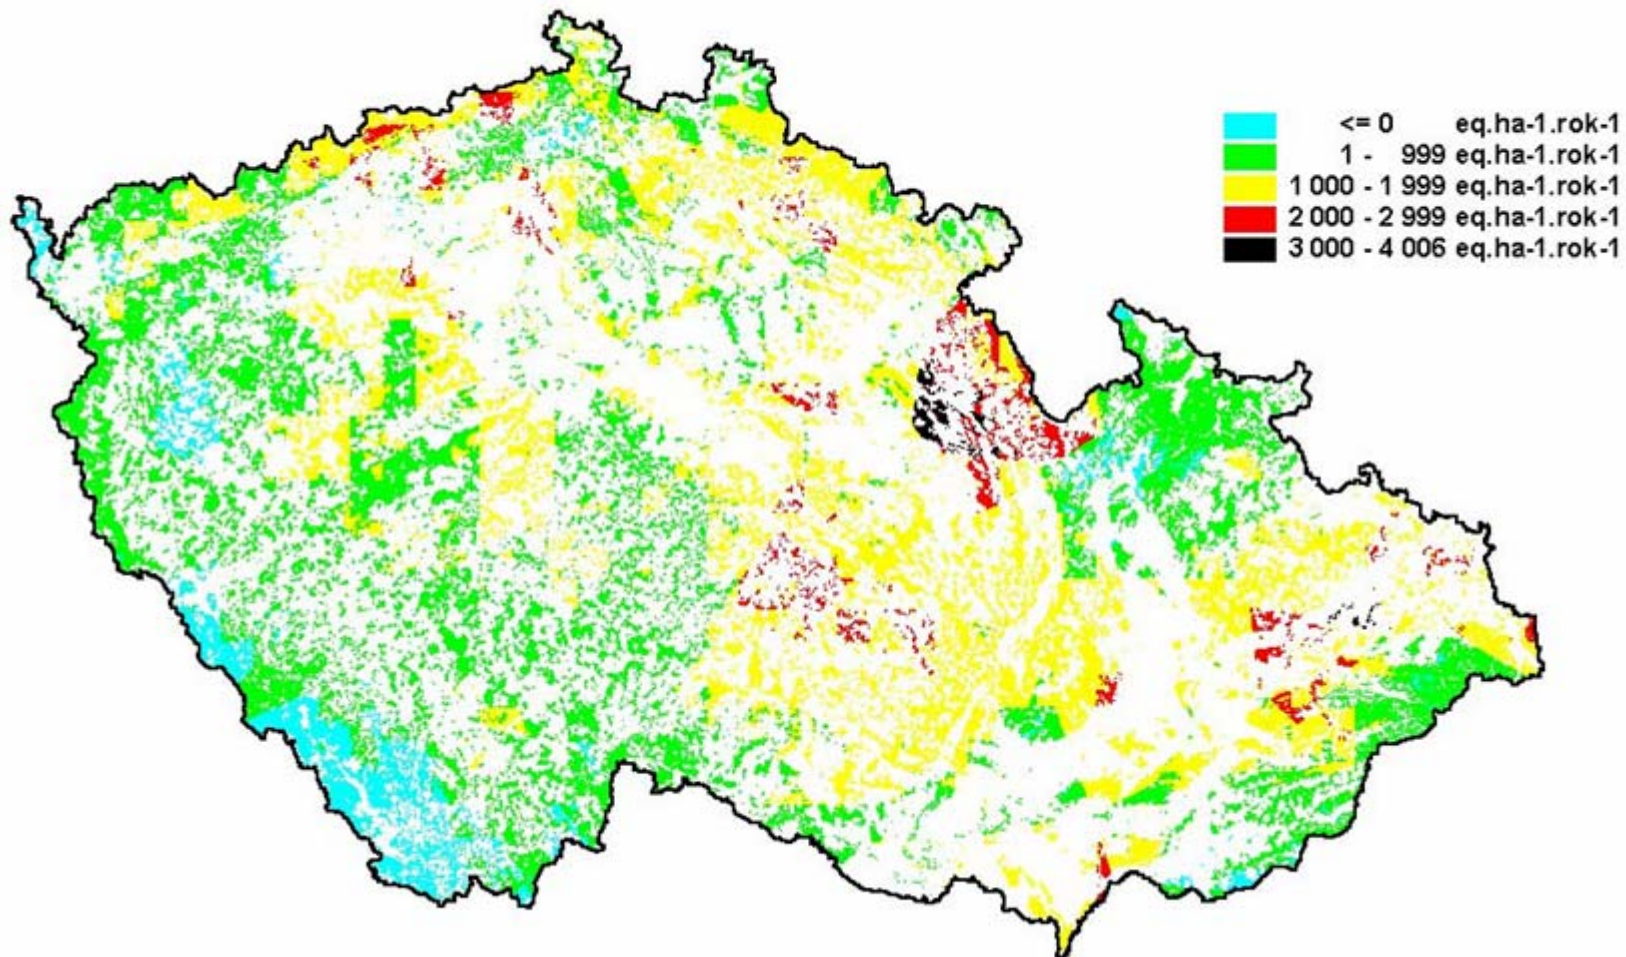 <= 0 eq.ha-1.rok-1
1 - 999 eq.ha-1.rok-1
1 000 - 1 999 eq.ha-1.rok-1
2 000 - 2 999 eq.ha-1.rok-1
3 000 - 4 006 eq.ha-1.rok-1